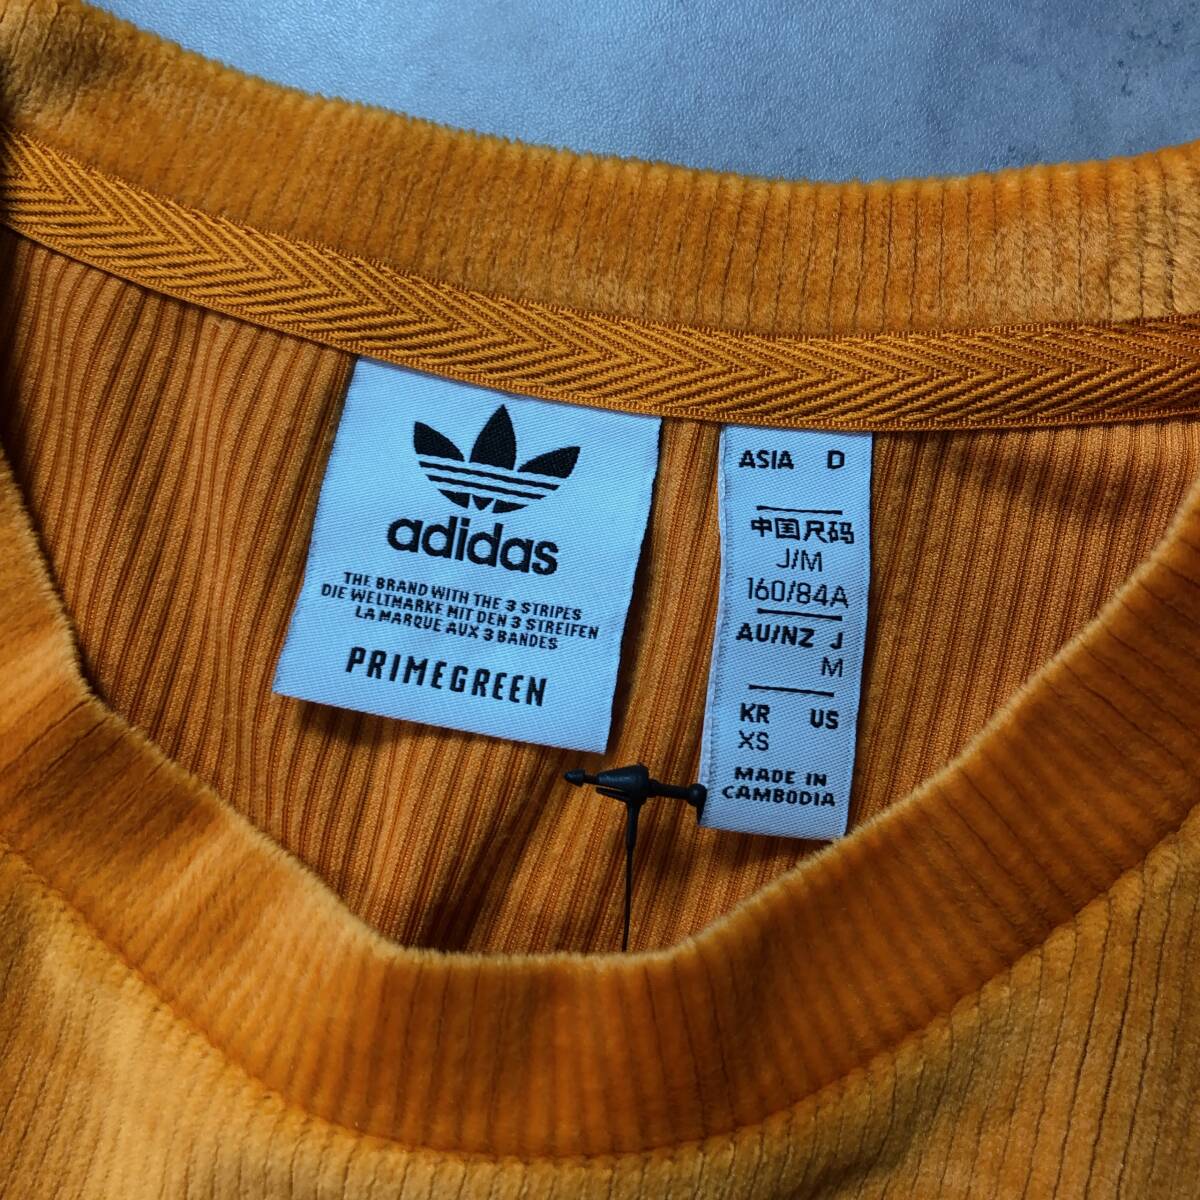 adidas
THE BRAND WITH THE 3 STRIPES
DIE WELTMARKE MIT DEN 3 STREIFEN
LA MARQUE AUX 3 BANDES
PRIMEGREEN
ASIA D
中国尺码
J/M
160/84A
AU/NZ J
M
KR US
XS
MADE IN
CAMBODIA